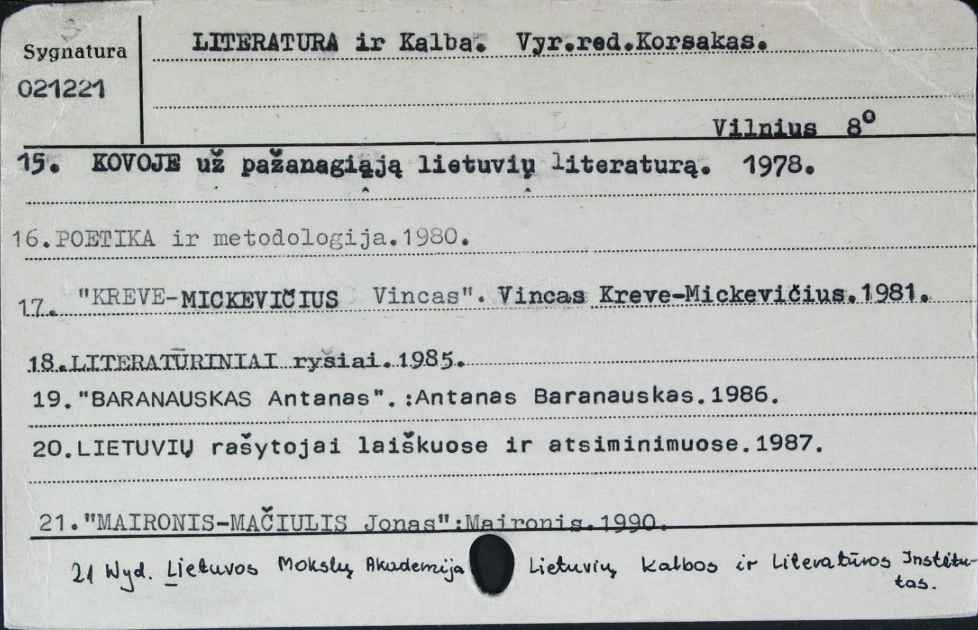 LITERATURA ir Kalba. Vyr.red.Korsakas.
Sygnatura
021221
Vilnius 8º
15. KOVOJE už pažanagiąją lietuvių literaturą. 1978.
16.POETIKA ir metodologija.1980.
17. "KREVE-MICKEVIČIUS Vincas". Vincas Kreve-Mickevičius.1981.
18.LITERATŪRINIAI ryšiai.1985.
19."BARANAUSKAS Antanas".:Antanas Baranauskas.1986.
20.LIETUVIŲ rašytojai laiškuose ir atsiminimuose.1987.
21."MAIRONIS-MAČIULIS Jonas":Maironis.1990.
21 Wyd. Lietuvos Mokslų Akademija Lietuvių kalbos ir Literatūros Institu-
tas.